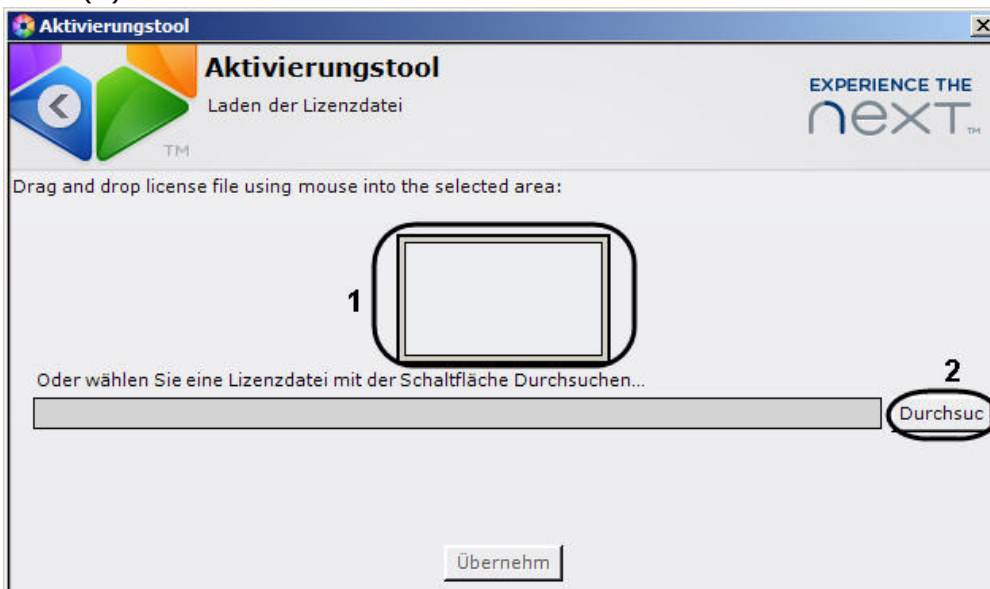 Aktivierungstool
Aktivierungstool
Laden der Lizenzdatei
EXPERIENCE THE
next™
TM
Drag and drop license file using mouse into the selected area:
1
Oder wählen Sie eine Lizenzdatei mit der Schaltfläche Durchsuchen...
2
Durchsuc
Übernehm